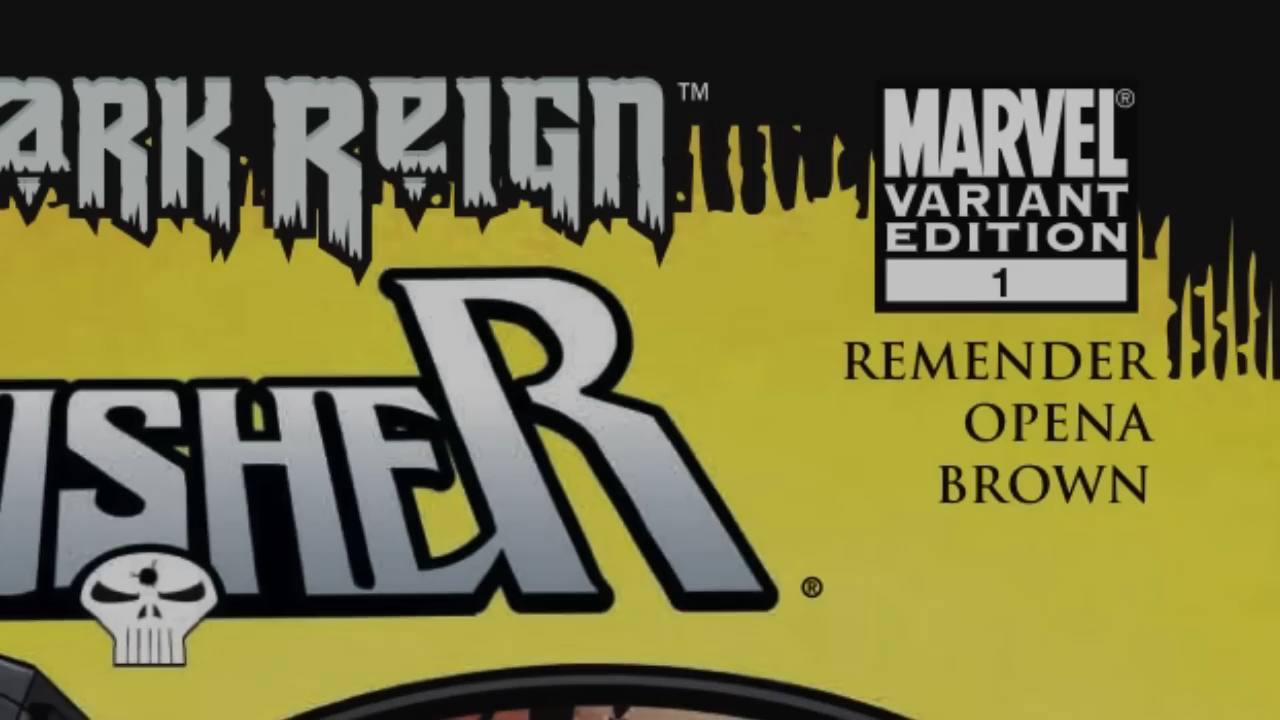 ARK REIGN™
MARVEL®
VARIANT
EDITION
1
ISHER®
REMENDER
OPENA
BROWN